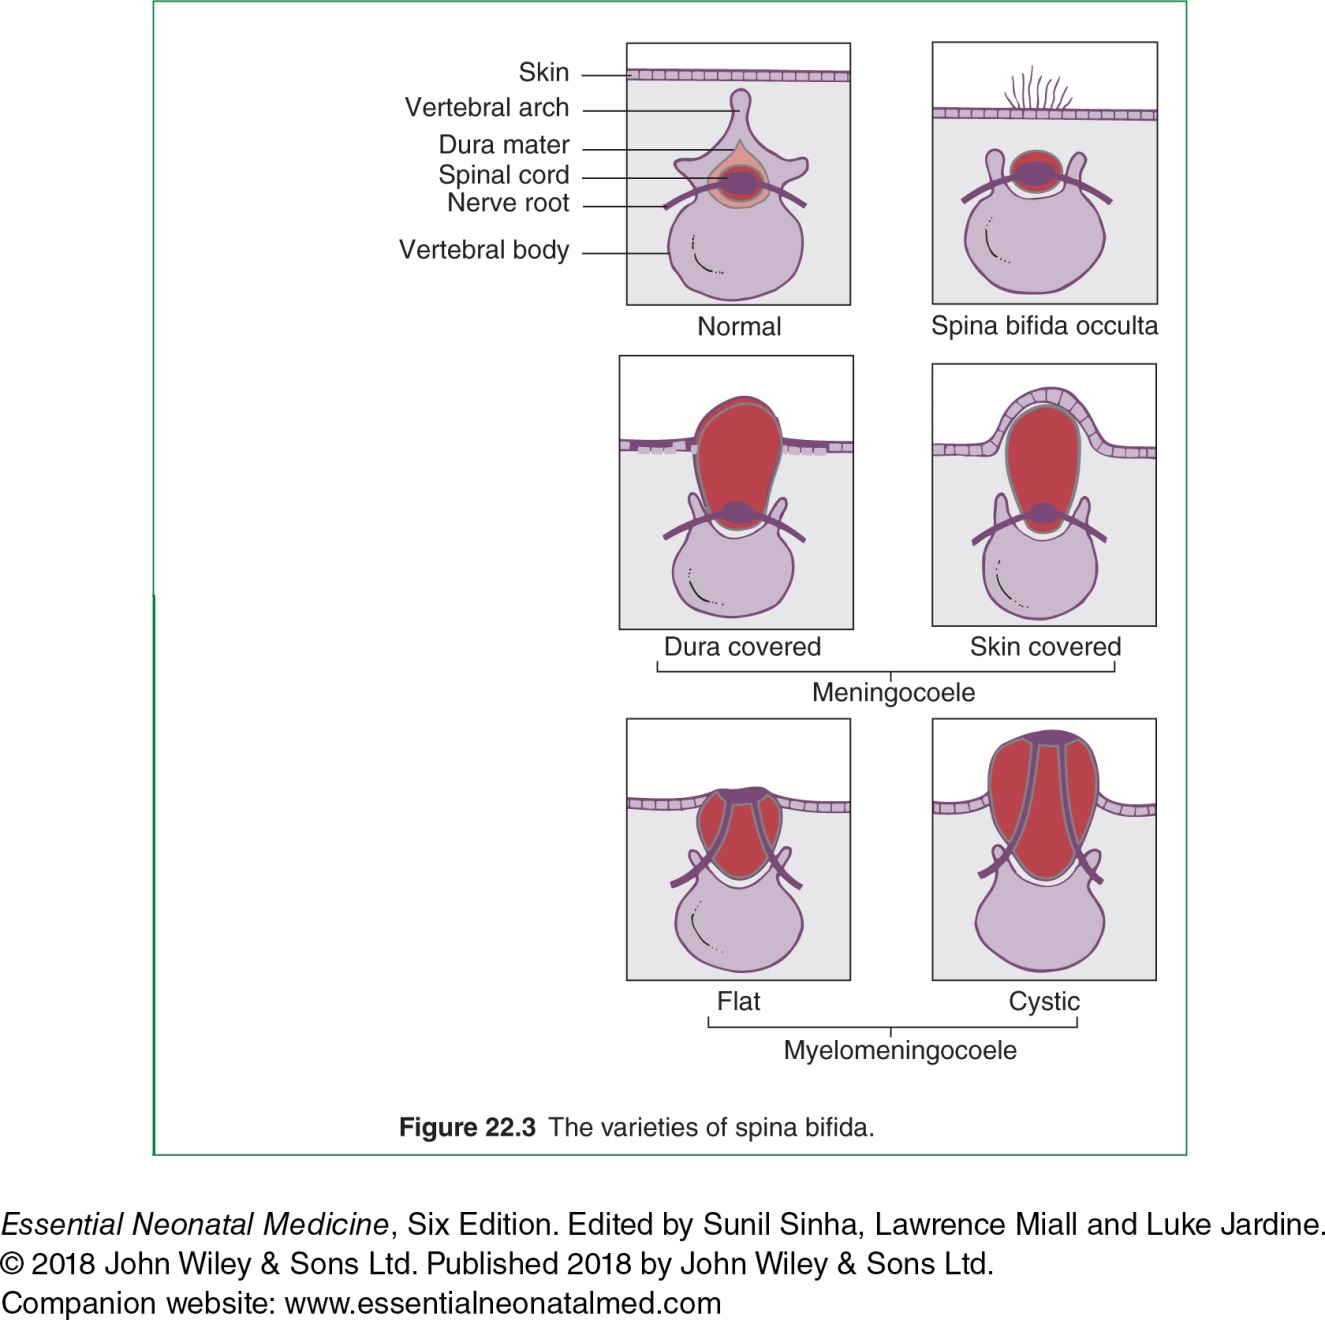 Skin
Vertebral arch
Dura mater
Spinal cord
Nerve root
Vertebral body
Normal
Spina bifida occulta
Dura covered
Skin covered
Meningocoele
Flat
Cystic
Myelomeningocoele
Figure 22.3 The varieties of spina bifida.
Essential Neonatal Medicine, Six Edition. Edited by Sunil Sinha, Lawrence Miall and Luke Jardine.
© 2018 John Wiley & Sons Ltd. Published 2018 by John Wiley & Sons Ltd.
Companion website: www.essentialneonatalmed.com